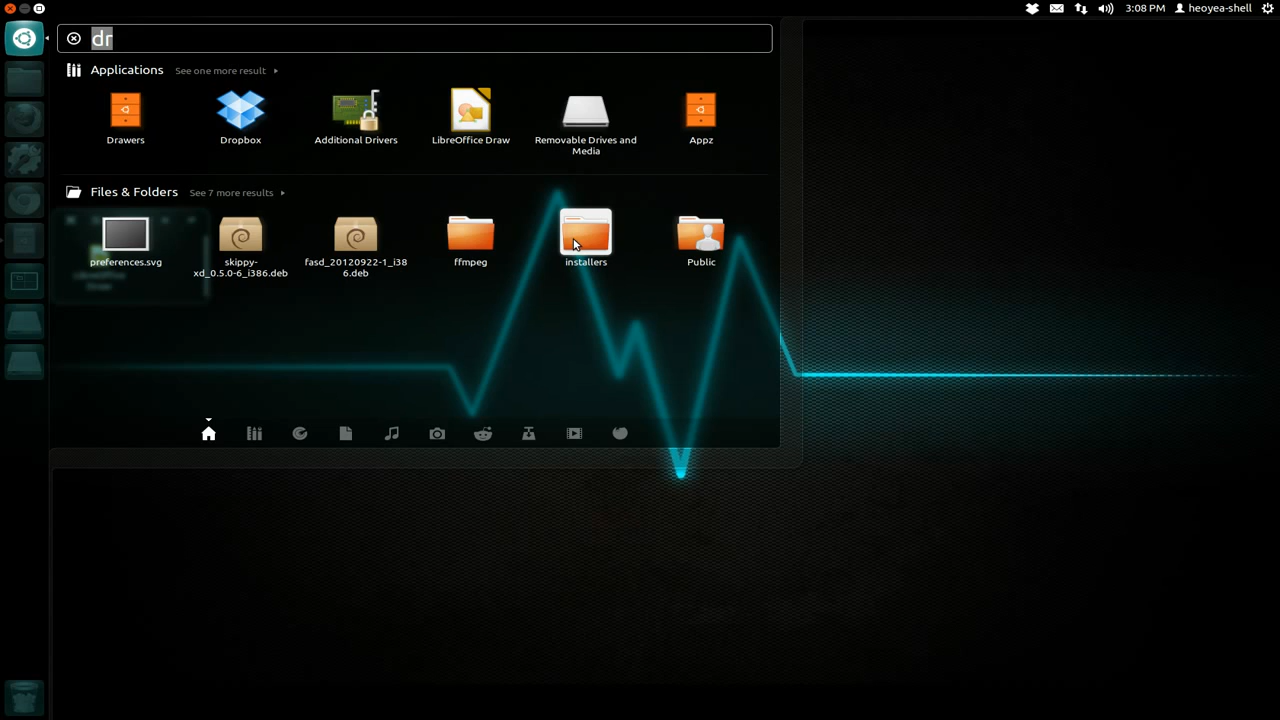 3:08 PM heoyea-shell
dr
Applications See one more result
Drawers
Dropbox
Additional Drivers
LibreOffice Draw
Removable Drives and
Media
Appz
Files & Folders See 7 more results
preferences.svg
skippy-
xd_0.5.0-6_i386.deb
fasd_20120922-1_i38
6.deb
ffmpeg
installers
Public